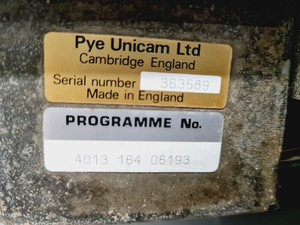 Pye Unicam Ltd
Cambridge England
Serial number 363589
Made in England
PROGRAMME No.
4013 164 06193